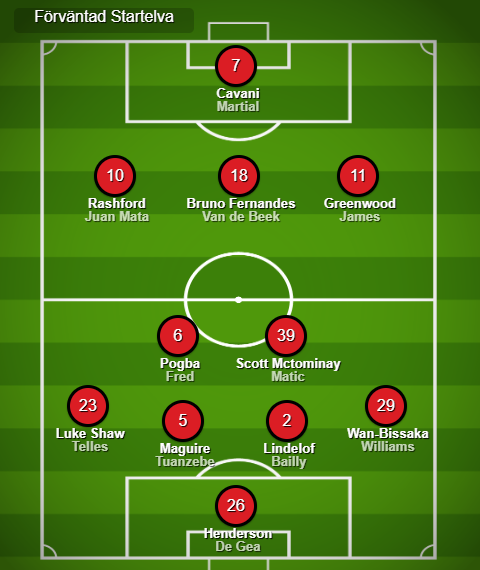 Förväntad Startelva
7
Cavani
Martial
10
Rashford
Juan Mata
18
Bruno Fernandes
Van de Beek
11
Greenwood
James
6
Pogba
Fred
39
Scott Mctominay
Matic
23
Luke Shaw
Telles
5
Maguire
Tuanzebe
2
Lindelof
Bailly
29
Wan-Bissaka
Williams
26
Henderson
De Gea